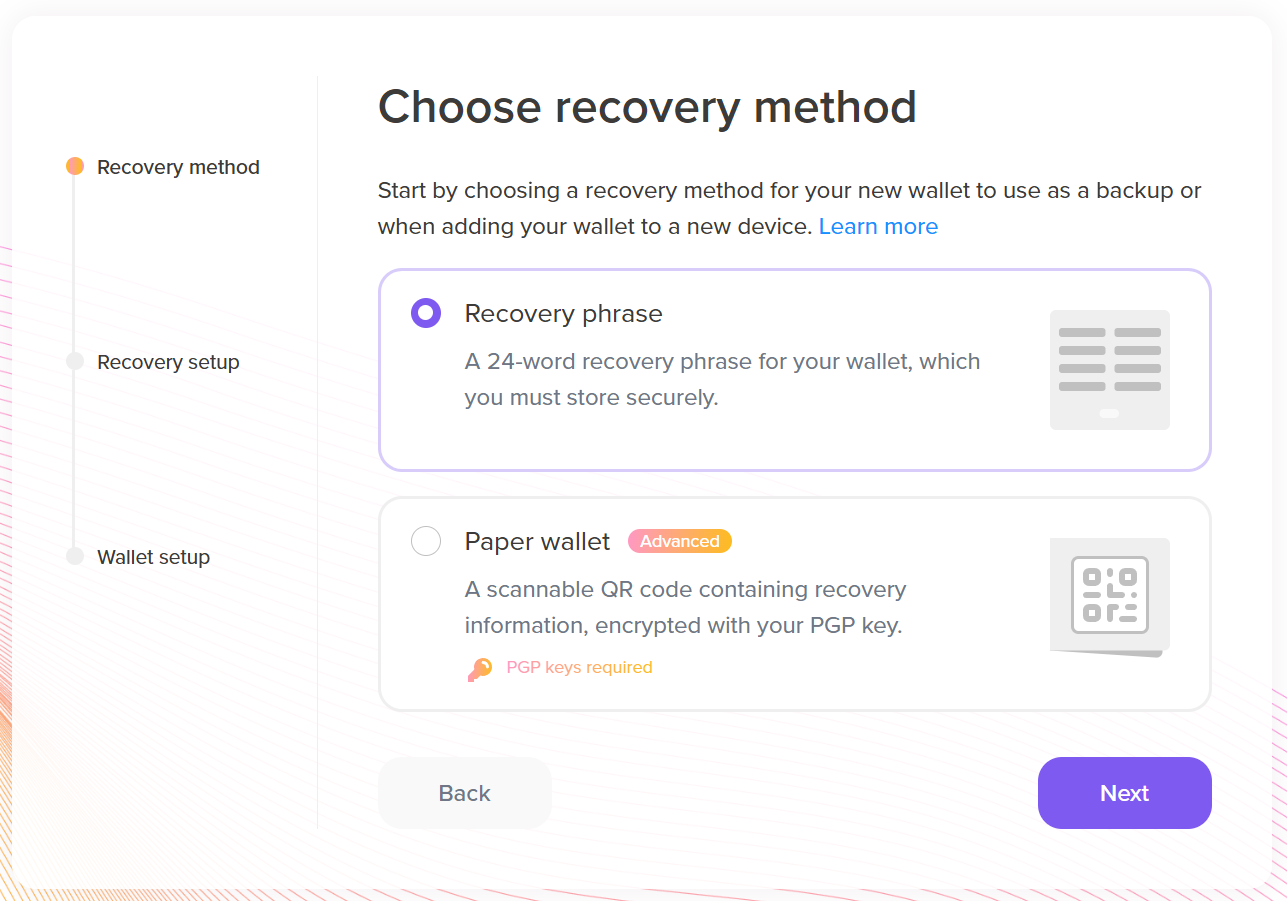 Recovery method
Recovery setup
Wallet setup
Choose recovery method
Start by choosing a recovery method for your new wallet to use as a backup or
when adding your wallet to a new device. Learn more
Recovery phrase
A 24-word recovery phrase for your wallet, which
you must store securely.
Paper wallet Advanced
A scannable QR code containing recovery
information, encrypted with your PGP key.
PGP keys required
Back
Next